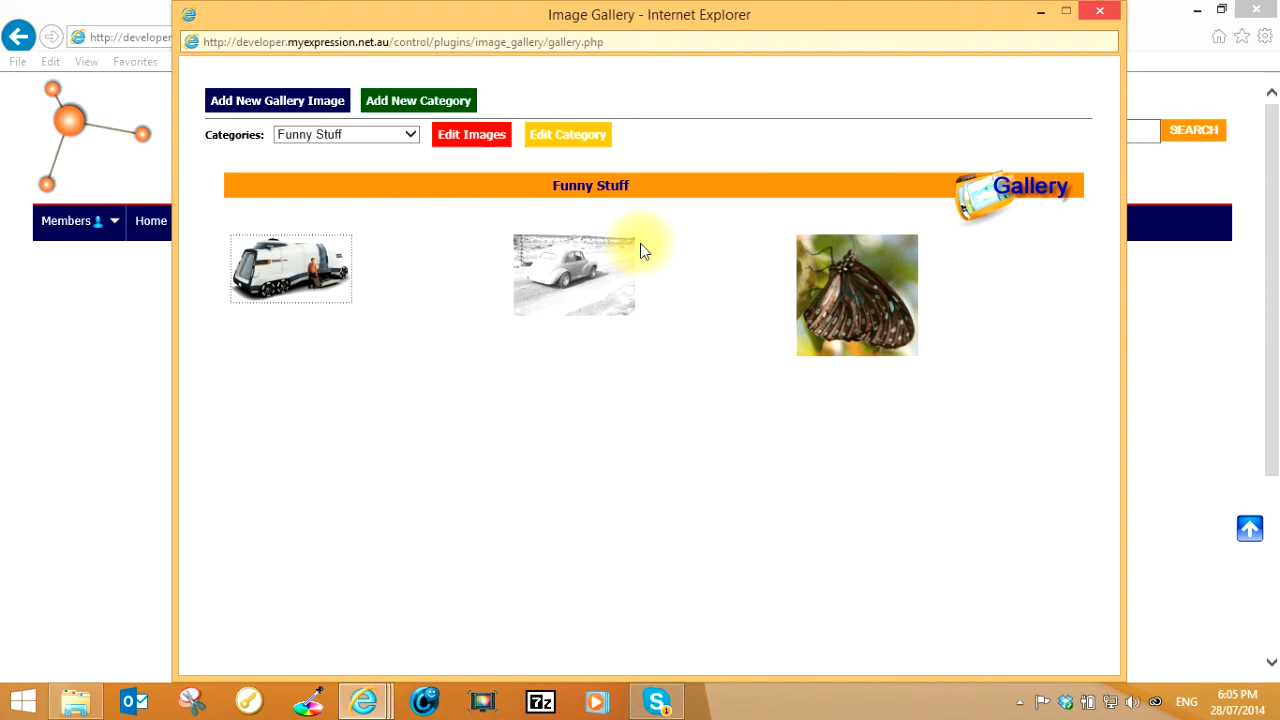 Image Gallery - Internet Explorer
http://developer
http://developer.myexpression.net.au/control/plugins/image_gallery/gallery.php
File Edit View Favorites
Add New Gallery Image Add New Category
SEARCH
Categories: Funny Stuff Edit Images Edit Category
Funny Stuff Gallery
Members Home
7z
ENG
6:05 PM
28/07/2014